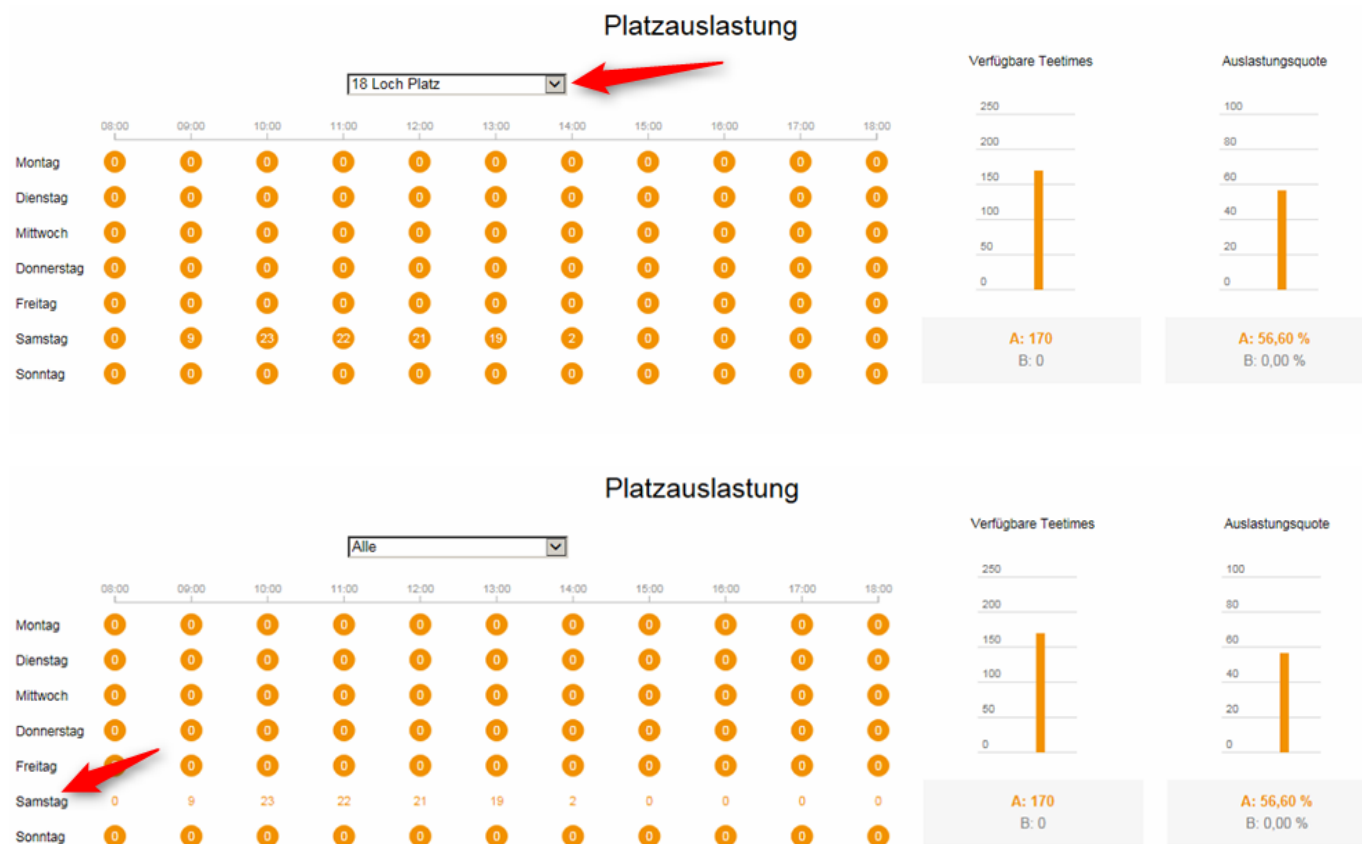 Platzauslastung
Verfügbare Teetimes Auslastungsquote
18 Loch Platz
250 100
08:00 09:00 10:00 11:00 12:00 13:00 14:00 15:00 16:00 17:00 18:00
200 80
Montag 0 0 0 0 0 0 0 0 0 0 0
150 60
Dienstag 0 0 0 0 0 0 0 0 0 0 0
100 40
Mittwoch 0 0 0 0 0 0 0 0 0 0 0
50 20
Donnerstag 0 0 0 0 0 0 0 0 0 0 0
0 0
Freitag 0 0 0 0 0 0 0 0 0 0 0
Samstag 0 9 23 22 21 19 2 0 0 0 0
A: 170 A: 56,60 %
B: 0 B: 0,00 %
Sonntag 0 0 0 0 0 0 0 0 0 0 0
Platzauslastung
Verfügbare Teetimes Auslastungsquote
Alle
250 100
08:00 09:00 10:00 11:00 12:00 13:00 14:00 15:00 16:00 17:00 18:00
200 80
Montag 0 0 0 0 0 0 0 0 0 0 0
150 60
Dienstag 0 0 0 0 0 0 0 0 0 0 0
100 40
Mittwoch 0 0 0 0 0 0 0 0 0 0 0
50 20
Donnerstag 0 0 0 0 0 0 0 0 0 0 0
0 0
Freitag 0 0 0 0 0 0 0 0 0 0 0
Samstag 0 9 23 22 21 19 2 0 0 0 0
A: 170 A: 56,60 %
B: 0 B: 0,00 %
Sonntag 0 0 0 0 0 0 0 0 0 0 0